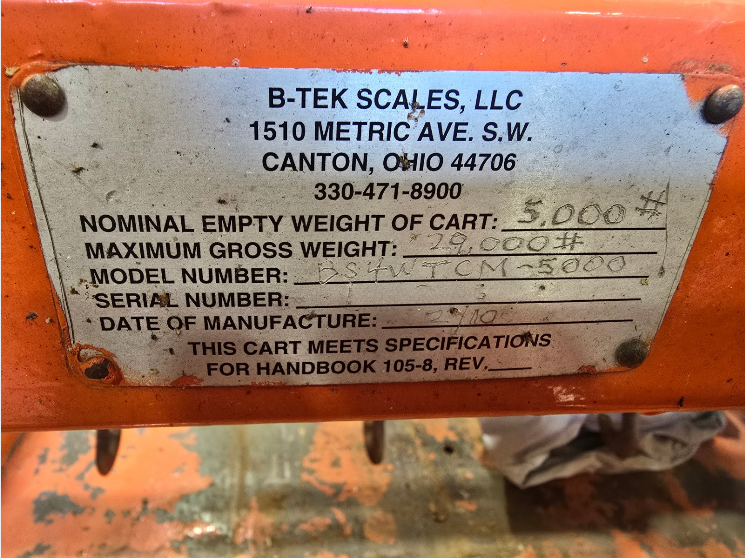 B-TEK SCALES, LLC
1510 METRIC AVE. S.W.
CANTON, OHIO 44706
330-471-8900
NOMINAL EMPTY WEIGHT OF CART: 5,000#
MAXIMUM GROSS WEIGHT: 29,000#
MODEL NUMBER: BS4WTCM-5000
SERIAL NUMBER:
DATE OF MANUFACTURE:
THIS CART MEETS SPECIFICATIONS
FOR HANDBOOK 105-8, REV.